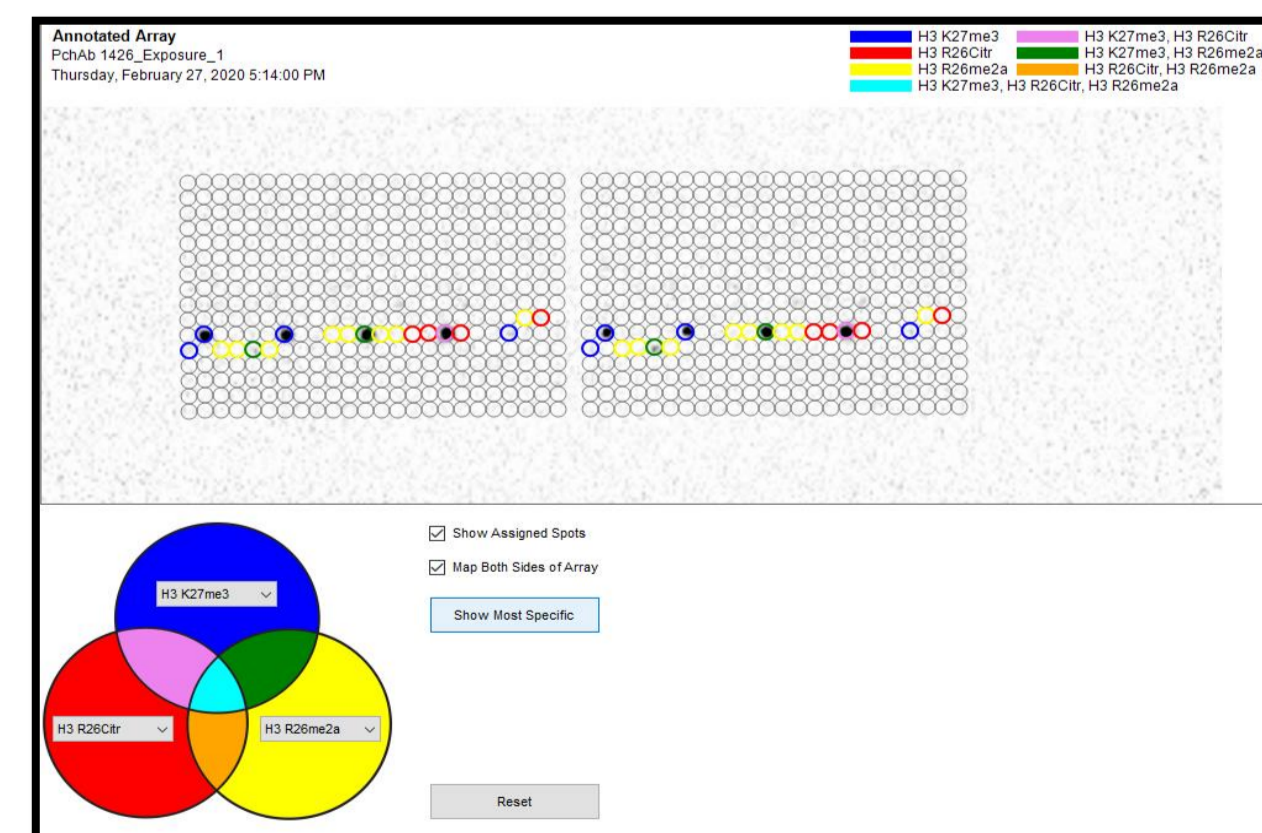 Annotated Array
PchAb 1426_Exposure_1
Thursday, February 27, 2020 5:14:00 PM
H3 K27me3 H3 K27me3, H3 R26Citr
H3 R26Citr H3 K27me3, H3 R26me2a
H3 R26me2a H3 R26Citr, H3 R26me2a
H3 K27me3, H3 R26Citr, H3 R26me2a
Show Assigned Spots
Map Both Sides of Array
H3 K27me3
Show Most Specific
H3 R26Citr H3 R26me2a
Reset